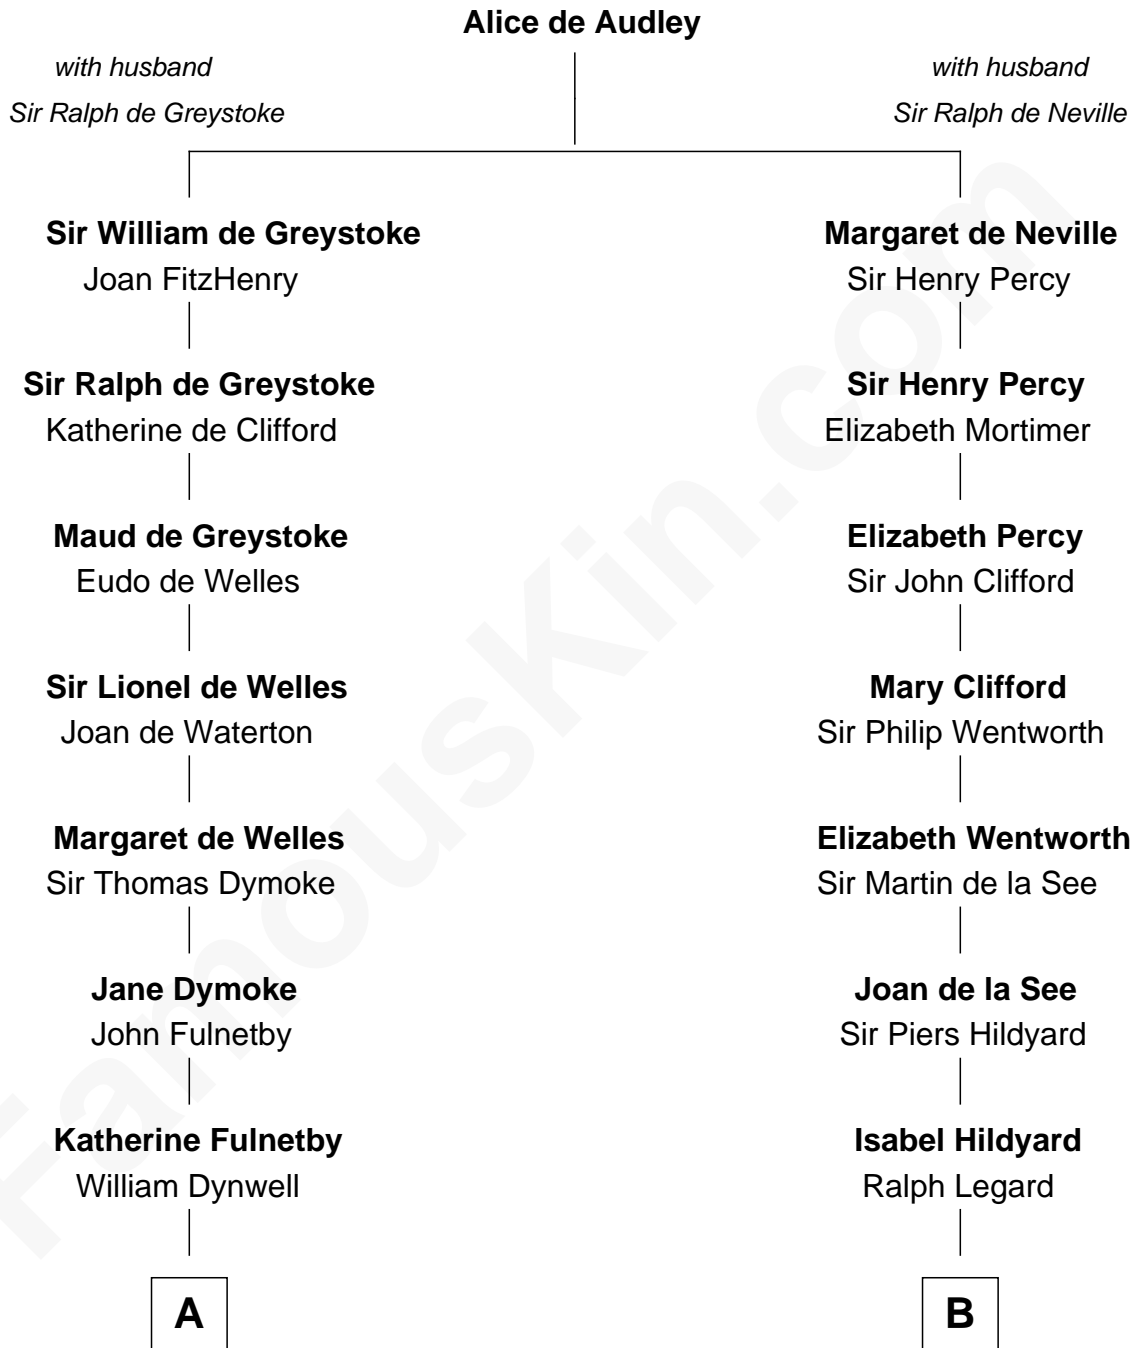 Alice de Audley
with husband
Sir Ralph de Greystoke
with husband
Sir Ralph de Neville
Sir William de Greystoke
Joan FitzHenry
Sir Ralph de Greystoke
Katherine de Clifford
Maud de Greystoke
Eudo de Welles
Sir Lionel de Welles
Joan de Waterton
Margaret de Welles
Sir Thomas Dymoke
Jane Dymoke
John Fulnetby
Katherine Fulnetby
William Dynwell
A
Margaret de Neville
Sir Henry Percy
Sir Henry Percy
Elizabeth Mortimer
Elizabeth Percy
Sir John Clifford
Mary Clifford
Sir Philip Wentworth
Elizabeth Wentworth
Sir Martin de la See
Joan de la See
Sir Piers Hildyard
Isabel Hildyard
Ralph Legard
B
FamousKin.com